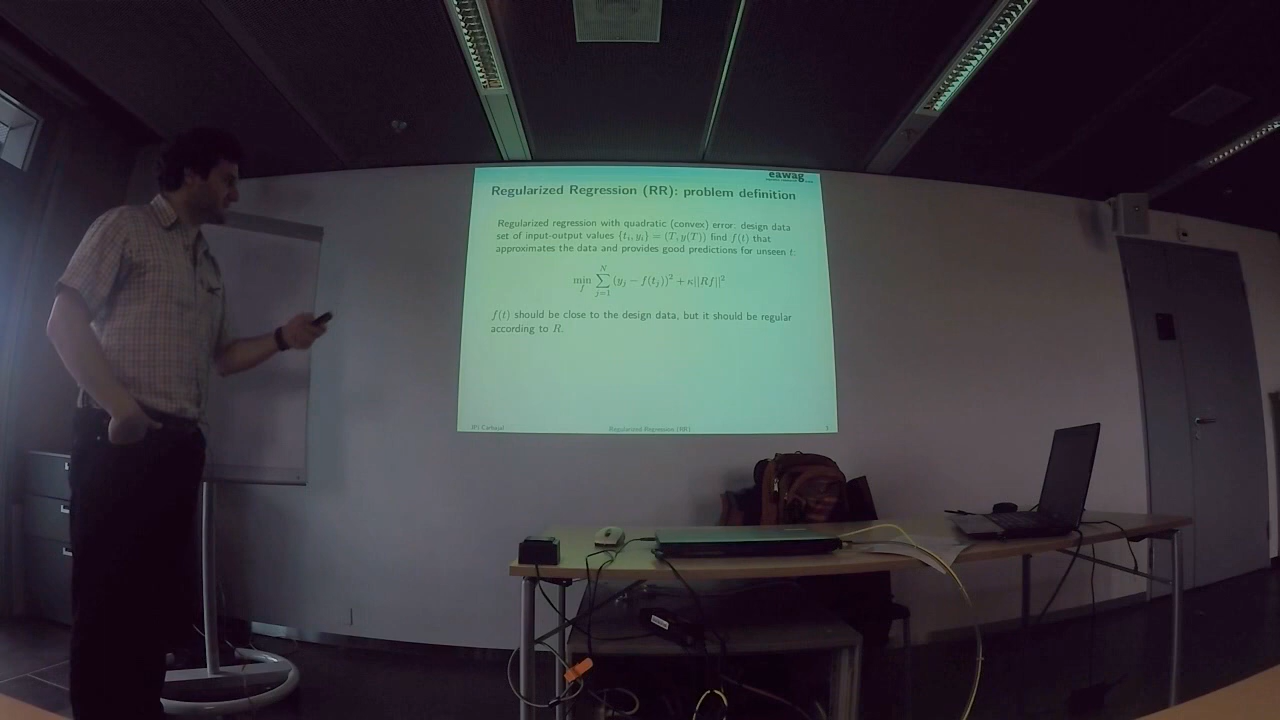 eawag
Regularized Regression (RR): problem definition
Regularized regression with quadratic (convex) error: design data
set of input-output values {t_i, y_i} = (T, y(T)) find f(t) that
approximates the data and provides good predictions for unseen t:
min_f ∑_{j=1}^{N} (y_j − f(t_j))² + κ||Rf||²
f(t) should be close to the design data, but it should be regular
according to R.
JPi Carbajal
Regularized Regression (RR)